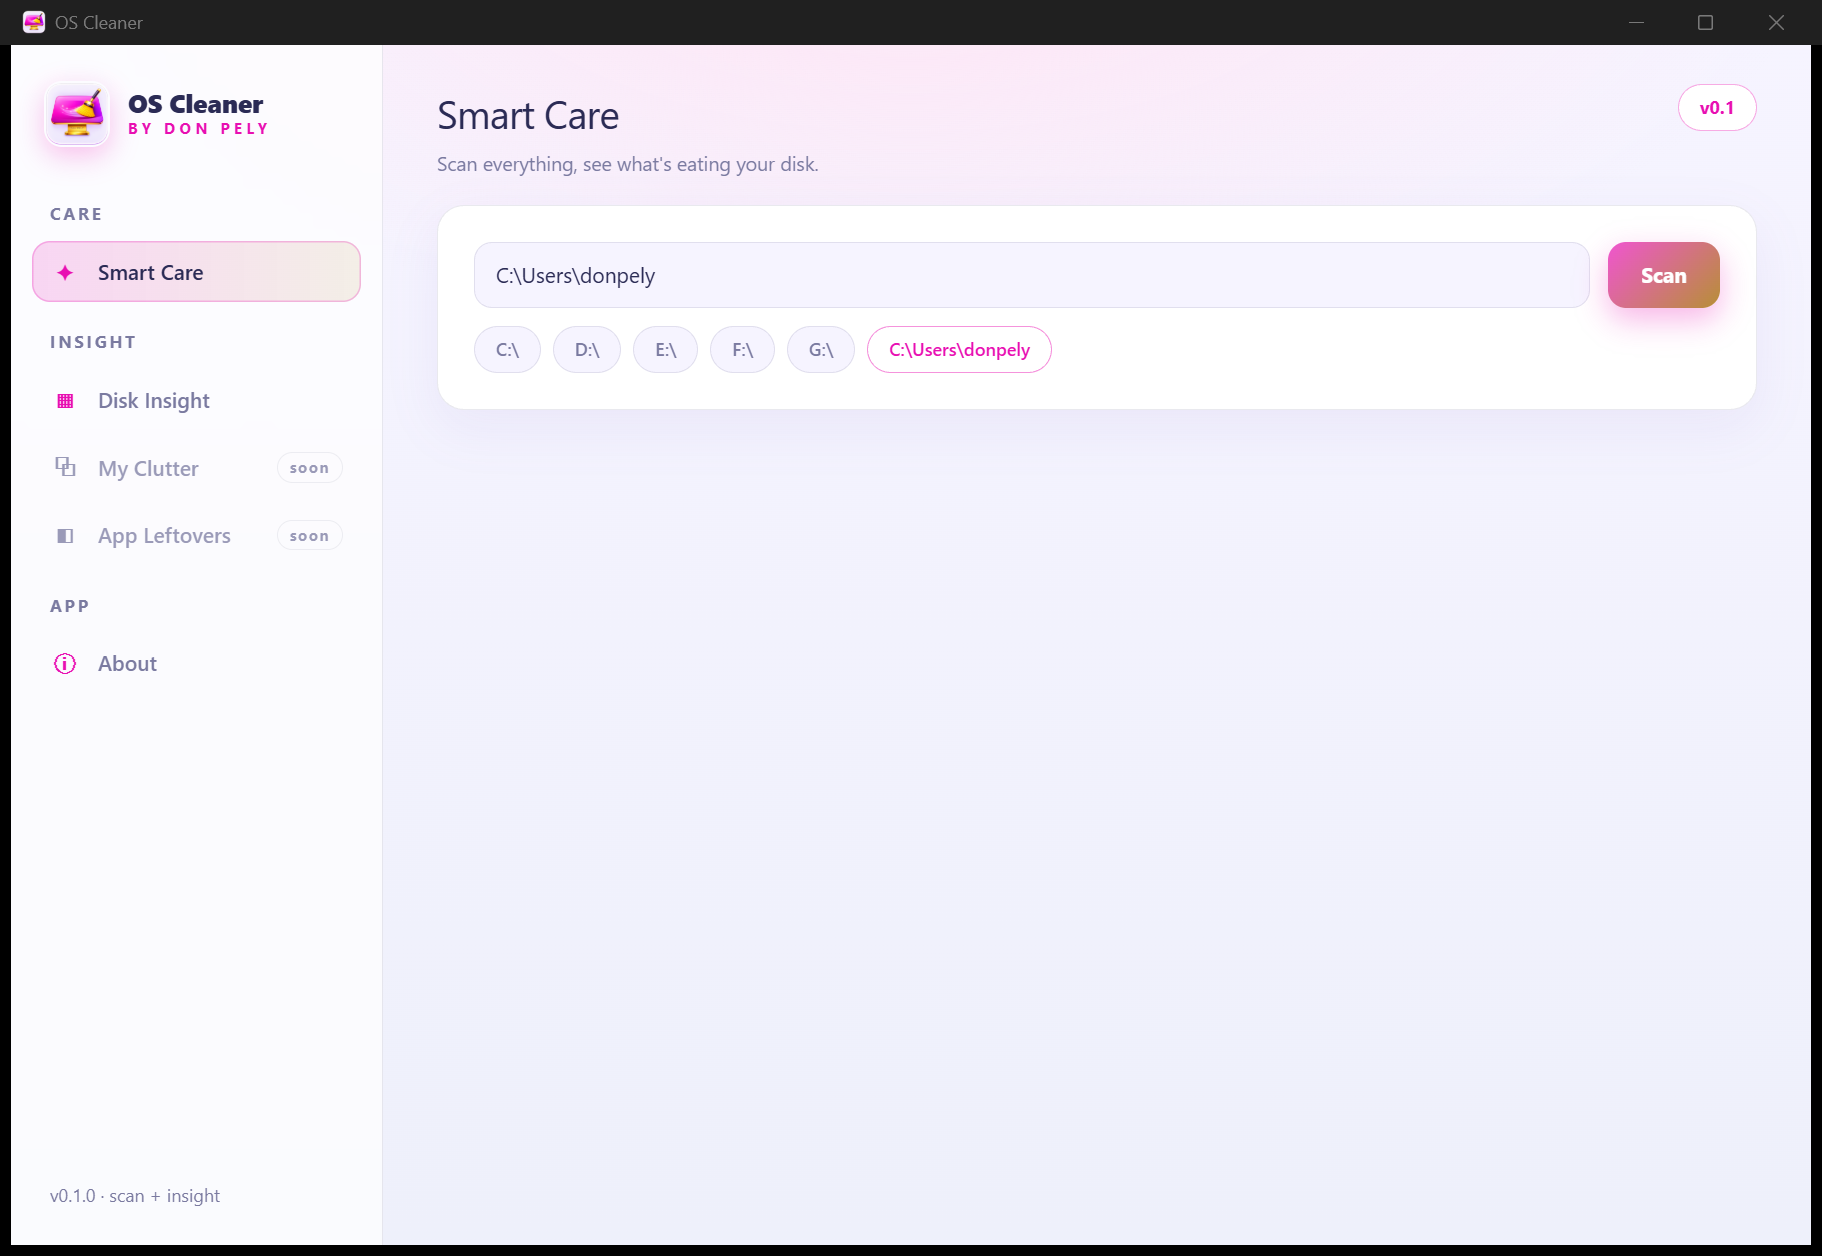 OS Cleaner
OS Cleaner
BY DON PELY
CARE
Smart Care
INSIGHT
Disk Insight
My Clutter soon
App Leftovers soon
APP
About
v0.1.0 · scan + insight
Smart Care
v0.1
Scan everything, see what's eating your disk.
C:\Users\donpely
Scan
C:\ D:\ E:\ F:\ G:\ C:\Users\donpely